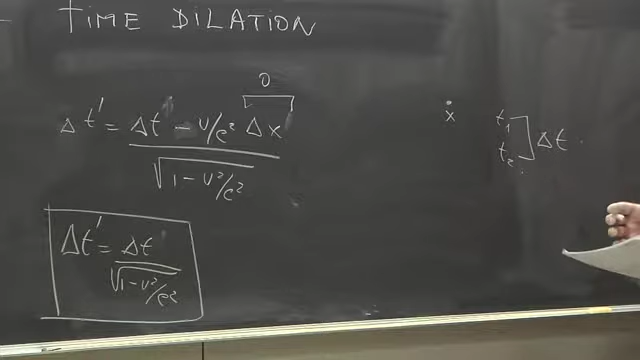 TIME DILATION
0
Δt' = Δt - v/c² Δx
√1 - v²/c²
ẋ
t₁
t₂
Δt
Δt' = Δt
√1 - v²/c²